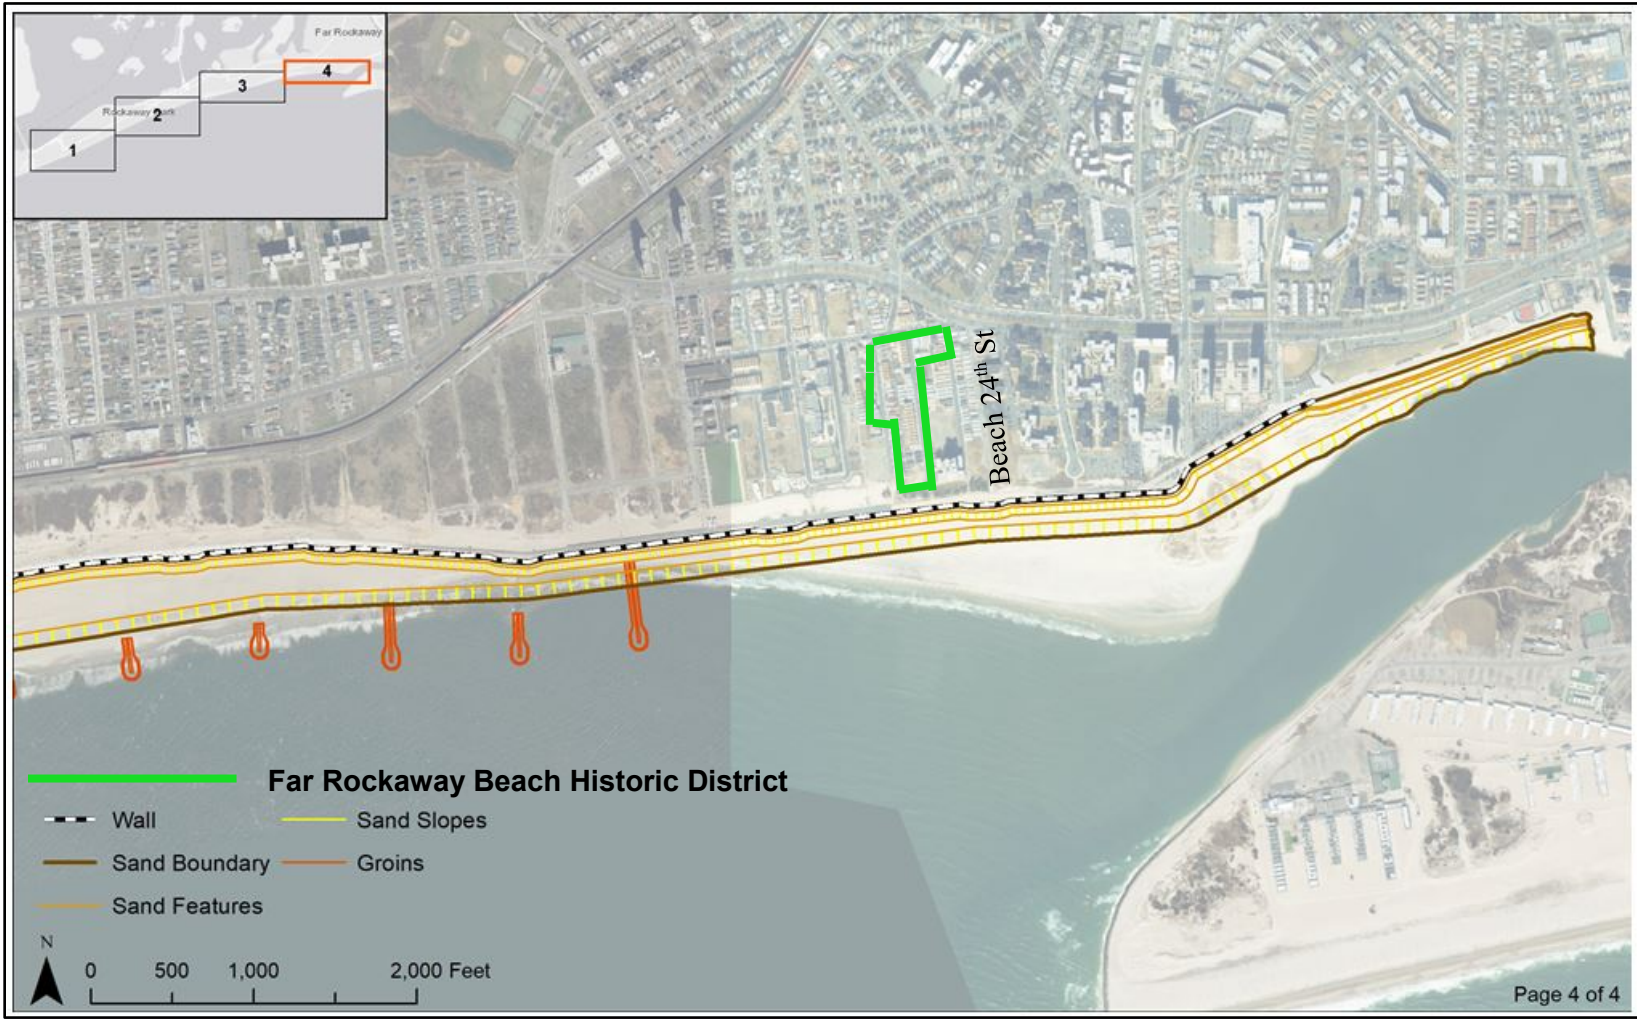 Far Rockaway
4
3
Rockaway Park
2
1
Beach 24th St
Far Rockaway Beach Historic District
Wall
Sand Slopes
Sand Boundary
Groins
Sand Features
N
0 500 1,000 2,000 Feet
Page 4 of 4